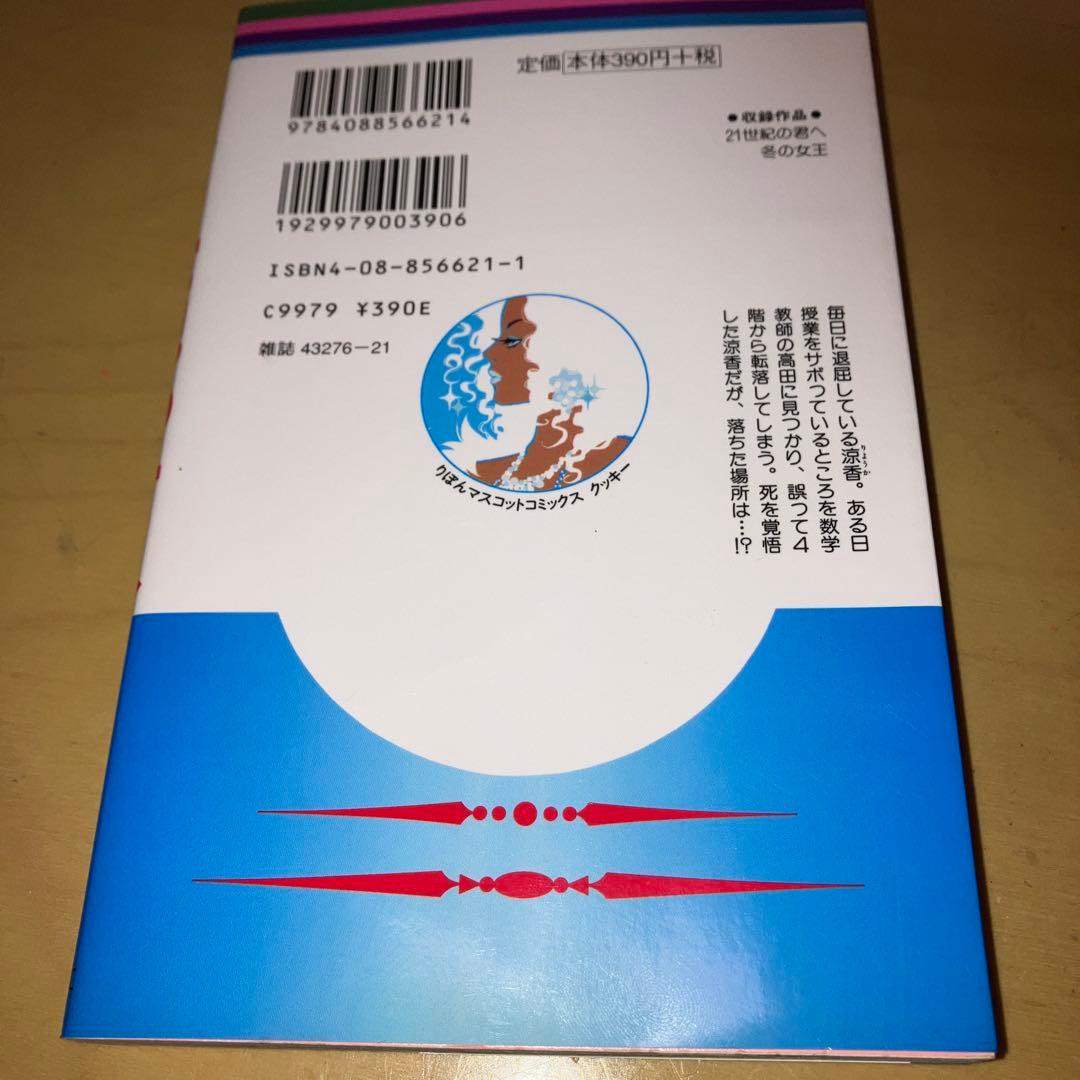 9784088566214
定価 本体390円+税
●収録作品●
21世紀の君へ
冬の女王
1929979003906
ISBN4-08-856621-1
C9979 ¥390E
雑誌 43276-21
りぼんマスコットコミックス クッキー
毎日に退屈している涼香。ある日
りょうか
授業をサボっているところを数学
教師の高田に見つかり、誤って4
階から転落してしまう。死を覚悟
した涼香だが、落ちた場所は…!?